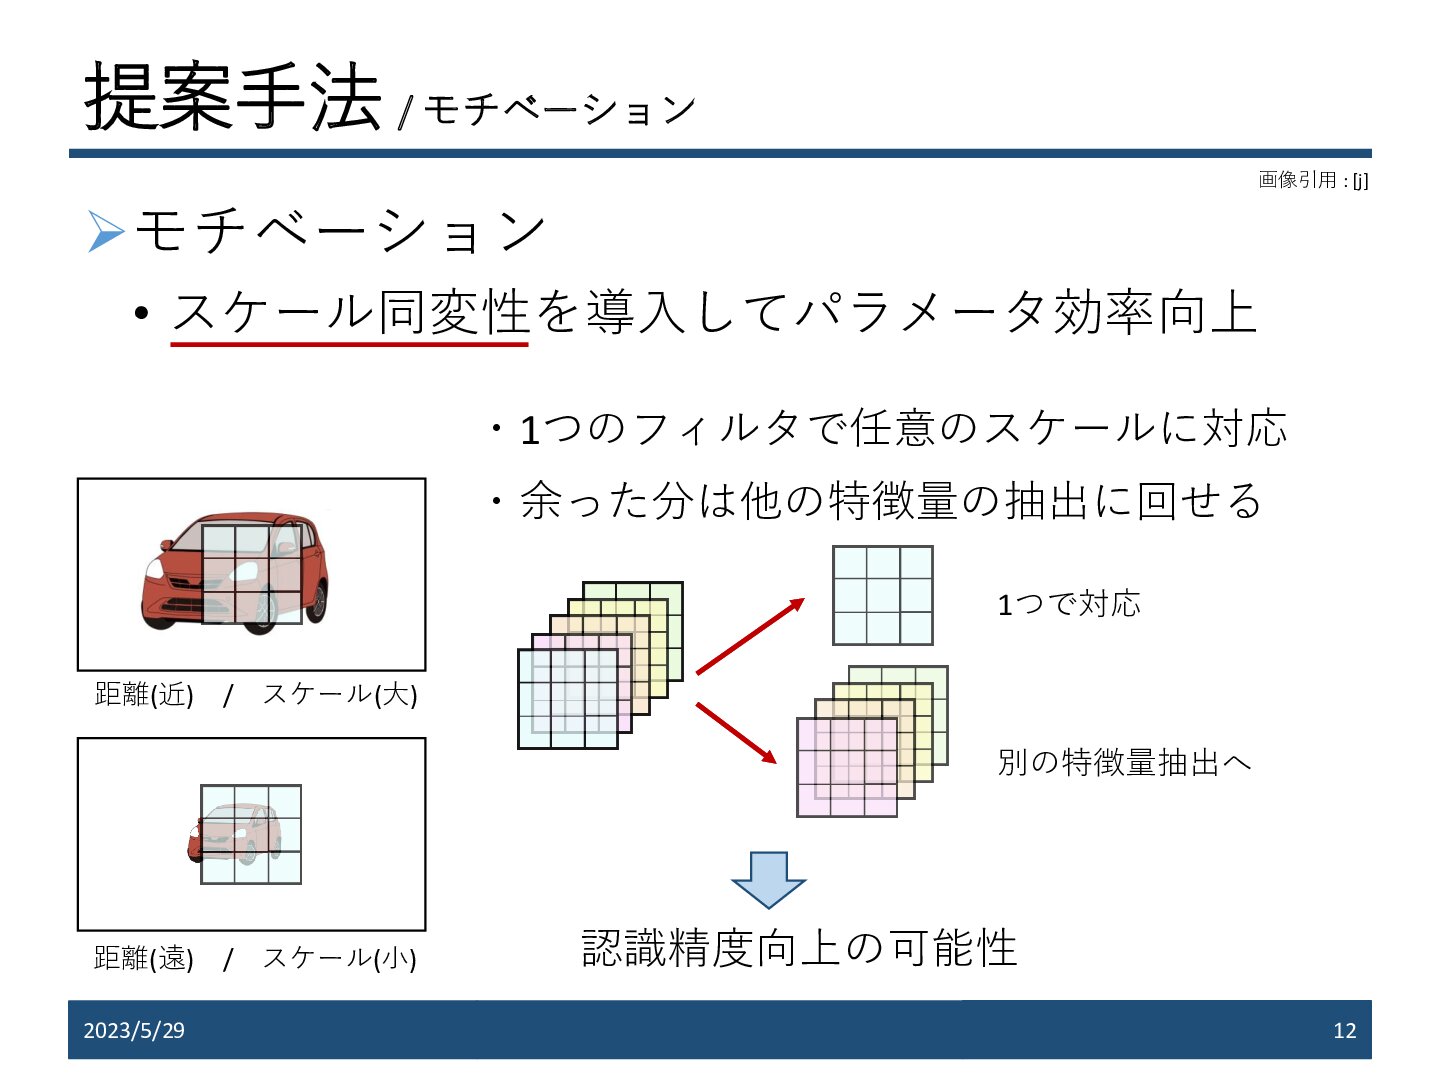 提案手法 / モチベーション
画像引用 : [j]
モチベーション
• スケール同変性を導入してパラメータ効率向上
・1つのフィルタで任意のスケールに対応
・余った分は他の特徴量の抽出に回せる
1つで対応
距離(近) / スケール(大)
別の特徴量抽出へ
認識精度向上の可能性
距離(遠) / スケール(小)
2023/5/29
12